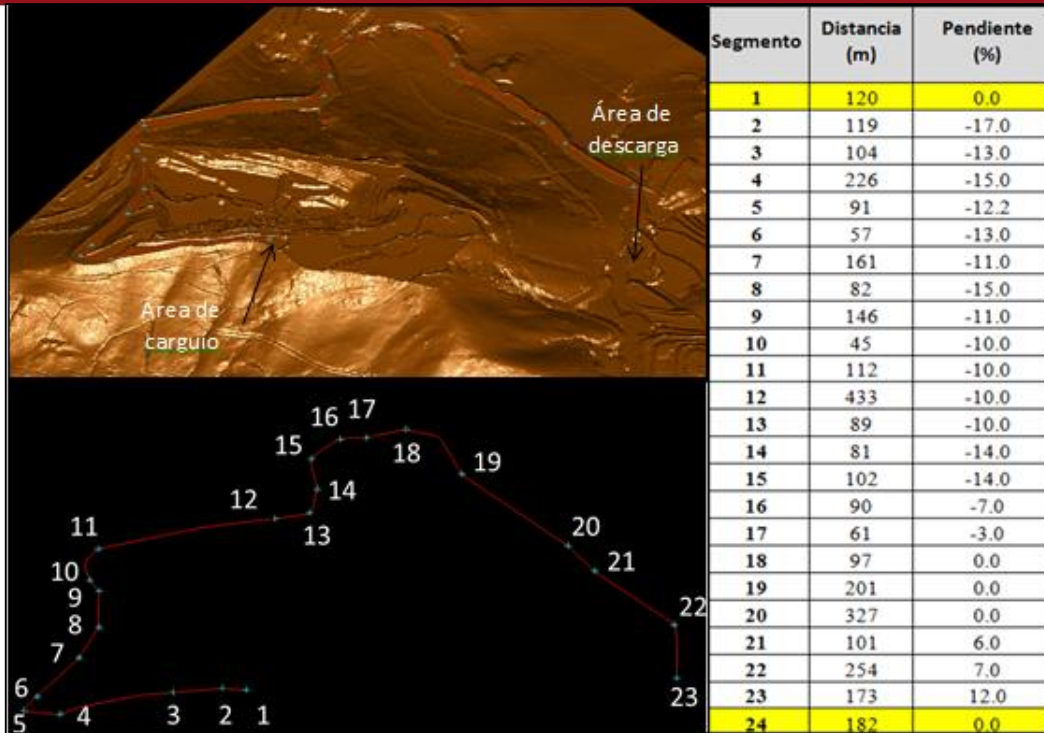 Área de
descarga
Área de
carguio
16 17
15 18
19
14
12
13
11
20
10
21
9
8
22
7
6
5 4 3 2 1
23
Segmento Distancia (m) Pendiente (%)
1 120 0.0
2 119 -17.0
3 104 -13.0
4 226 -15.0
5 91 -12.2
6 57 -13.0
7 161 -11.0
8 82 -15.0
9 146 -11.0
10 45 -10.0
11 112 -10.0
12 433 -10.0
13 89 -10.0
14 81 -14.0
15 102 -14.0
16 90 -7.0
17 61 -3.0
18 97 0.0
19 201 0.0
20 327 0.0
21 101 6.0
22 254 7.0
23 173 12.0
24 182 0.0